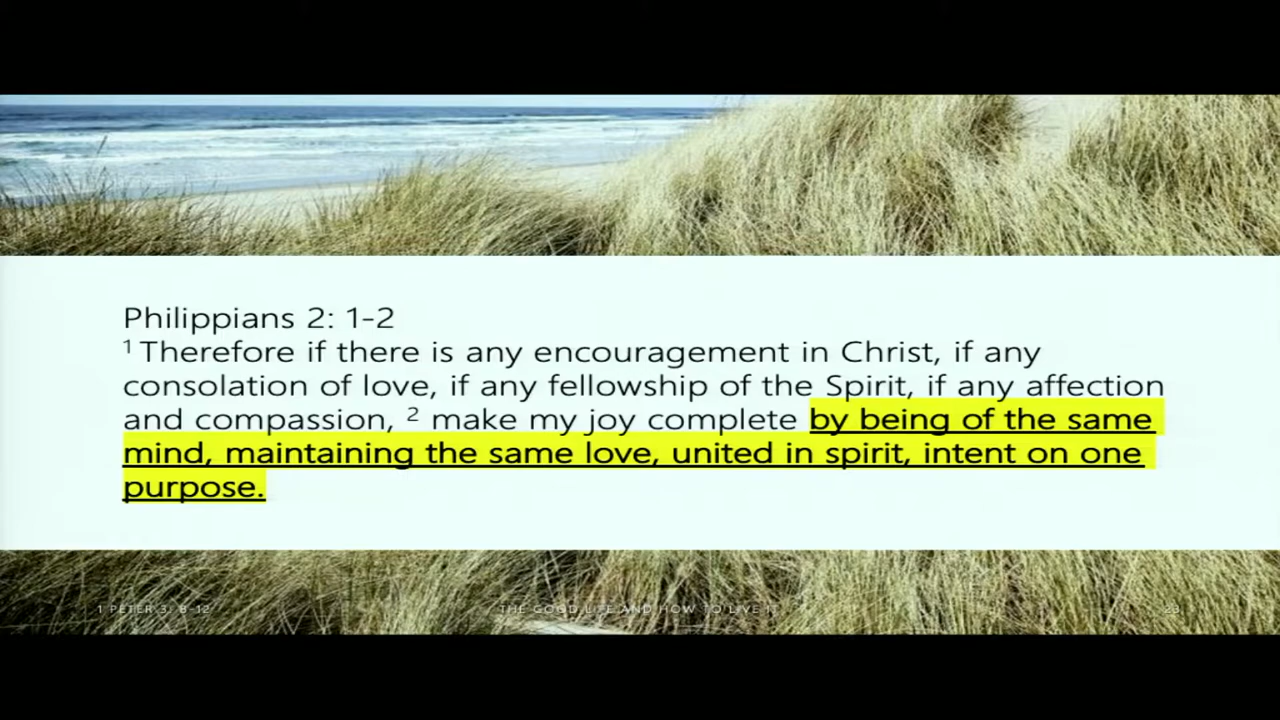 Philippians 2: 1-2
¹ Therefore if there is any encouragement in Christ, if any
consolation of love, if any fellowship of the Spirit, if any affection
and compassion, ² make my joy complete by being of the same
mind, maintaining the same love, united in spirit, intent on one
purpose.
1 PETER 3: 8-12
THE GOOD LIFE AND HOW TO LIVE IT
23